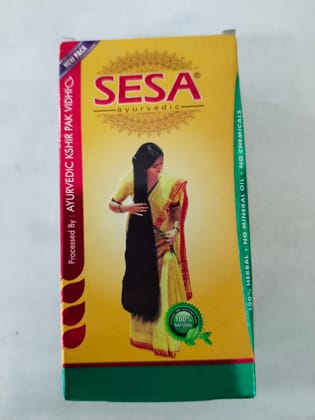 NEW PACK
SESA®
ayurvedic
Processed By : AYURVEDIC KSHIR PAK VIDHI
100% HERBAL • NO MINERAL OIL • NO CHEMICALS
100%
NATURAL